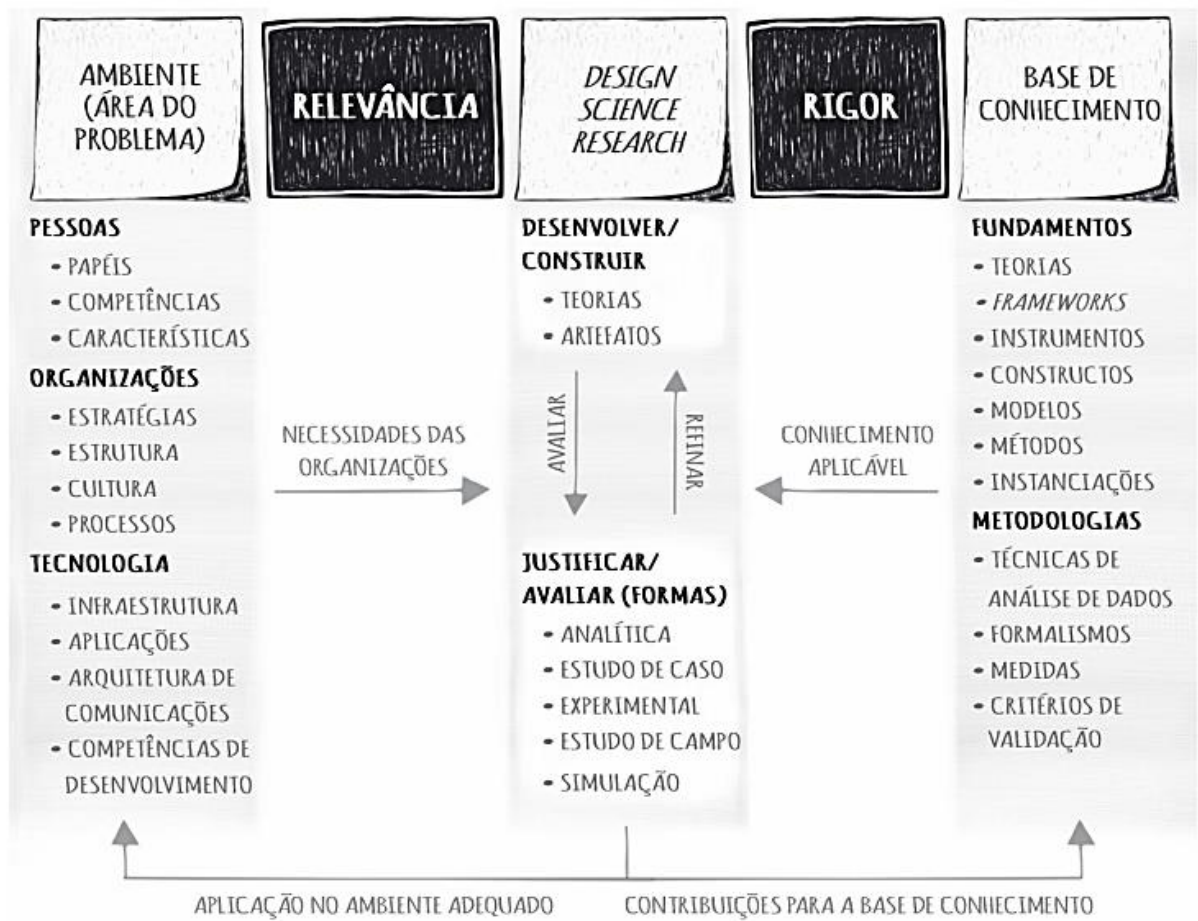 AMBIENTE
(ÁREA DO
PROBLEMA)
RELEVÂNCIA
DESIGN
SCIENCE
RESEARCH
RIGOR
BASE DE
CONHECIMENTO
PESSOAS
• PAPÉIS
• COMPETÊNCIAS
• CARACTERÍSTICAS
ORGANIZAÇÕES
• ESTRATÉGIAS
• ESTRUTURA
• CULTURA
• PROCESSOS
TECNOLOGIA
• INFRAESTRUTURA
• APLICAÇÕES
• ARQUITETURA DE
COMUNICAÇÕES
• COMPETÊNCIAS DE
DESENVOLVIMENTO
NECESSIDADES DAS
ORGANIZAÇÕES
DESENVOLVER/
CONSTRUIR
• TEORIAS
• ARTEFATOS
AVALIAR
REFINAR
JUSTIFICAR/
AVALIAR (FORMAS)
• ANALÍTICA
• ESTUDO DE CASO
• EXPERIMENTAL
• ESTUDO DE CAMPO
• SIMULAÇÃO
CONHECIMENTO
APLICÁVEL
FUNDAMENTOS
• TEORIAS
• FRAMEWORKS
• INSTRUMENTOS
• CONSTRUCTOS
• MODELOS
• MÉTODOS
• INSTANCIAÇÕES
METODOLOGIAS
• TÉCNICAS DE
ANÁLISE DE DADOS
• FORMALISMOS
• MEDIDAS
• CRITÉRIOS DE
VALIDAÇÃO
APLICAÇÃO NO AMBIENTE ADEQUADO
CONTRIBUIÇÕES PARA A BASE DE CONHECIMENTO